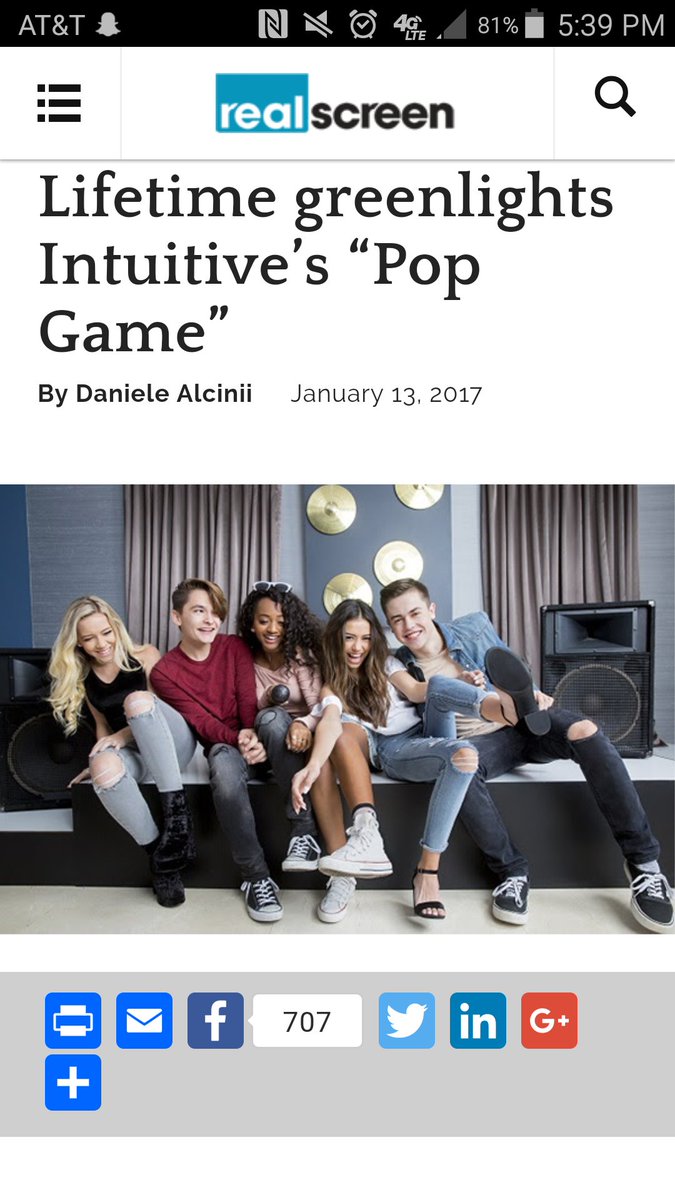 AT&T 4G LTE 81% 5:39 PM
realscreen
Lifetime greenlights
Intuitive’s “Pop
Game”
By Daniele Alcinii January 13, 2017
f 707 in G+